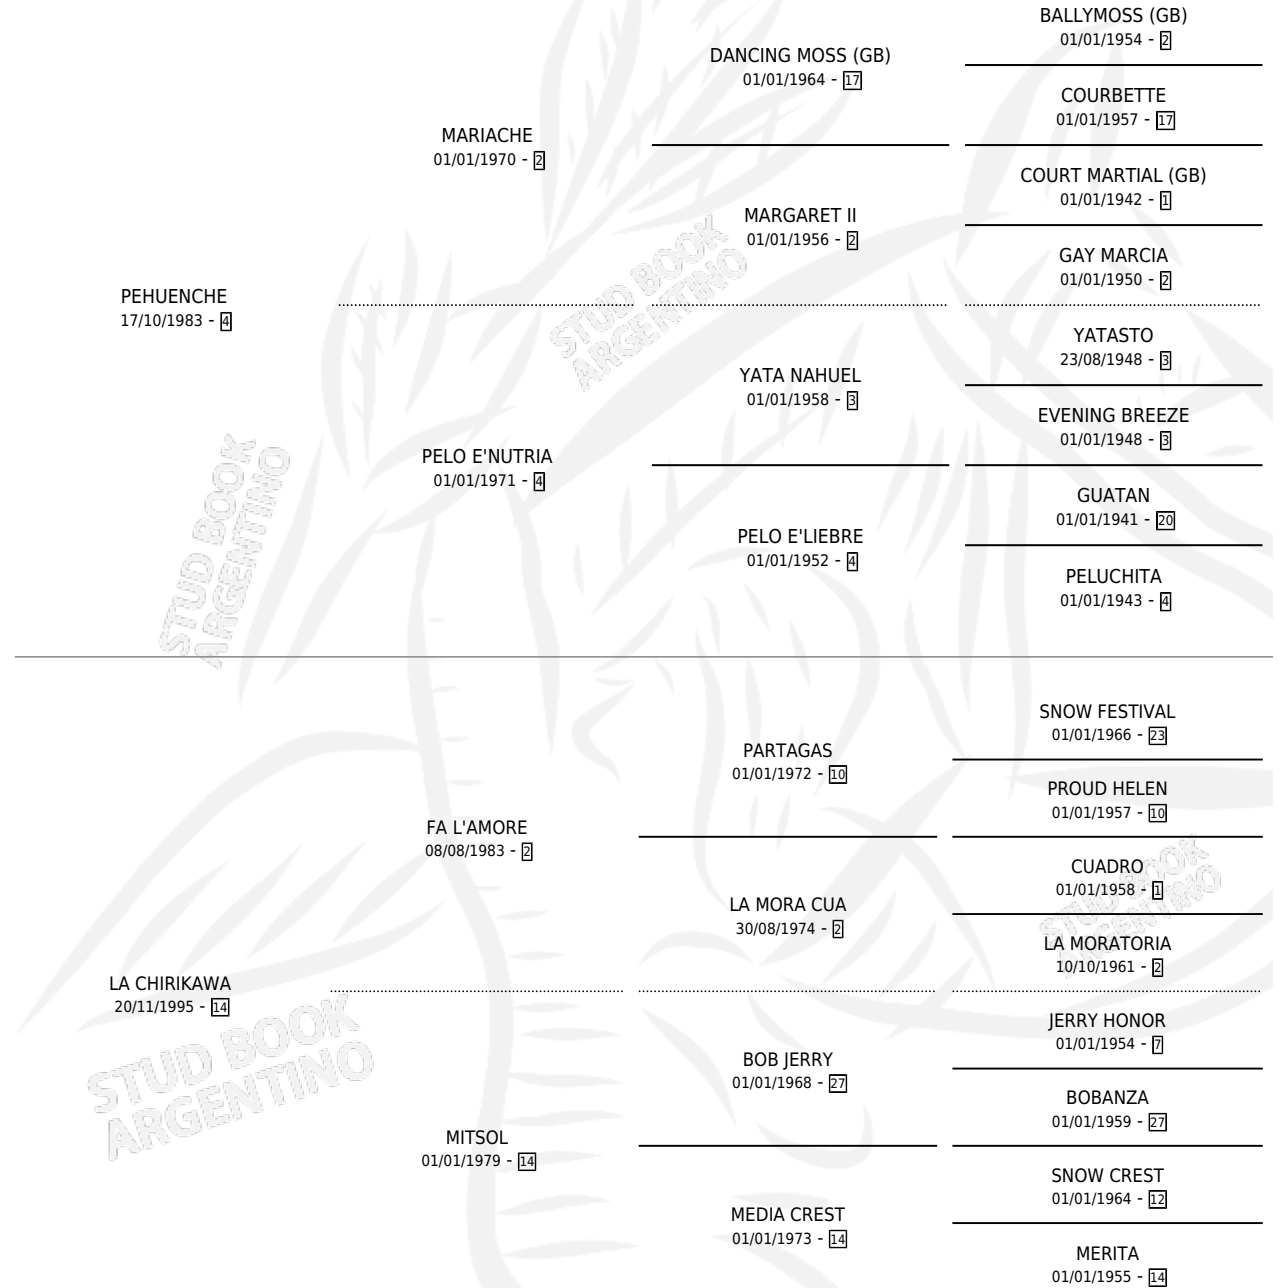 BALLYMOSS (GB)
01/01/1954 - 2
DANCING MOSS (GB)
01/01/1964 - 17
COURBETTE
01/01/1957 - 17
MARIACHE
01/01/1970 - 2
COURT MARTIAL (GB)
01/01/1942 - 1
MARGARET II
01/01/1956 - 2
GAY MARCIA
01/01/1950 - 2
PEHUENCHE
17/10/1983 - 4
YATASTO
23/08/1948 - 3
YATA NAHUEL
01/01/1958 - 3
EVENING BREEZE
01/01/1948 - 3
PELO E'NUTRIA
01/01/1971 - 4
GUATAN
01/01/1941 - 20
PELO E'LIEBRE
01/01/1952 - 4
PELUCHITA
01/01/1943 - 4
SNOW FESTIVAL
01/01/1966 - 23
PARTAGAS
01/01/1972 - 10
PROUD HELEN
01/01/1957 - 10
FA L'AMORE
08/08/1983 - 2
CUADRO
01/01/1958 - 1
LA MORA CUA
30/08/1974 - 2
LA MORATORIA
10/10/1961 - 2
LA CHIRIKAWA
20/11/1995 - 14
JERRY HONOR
01/01/1954 - 7
BOB JERRY
01/01/1968 - 27
BOBANZA
01/01/1959 - 27
MITSOL
01/01/1979 - 14
SNOW CREST
01/01/1964 - 12
MEDIA CREST
01/01/1973 - 14
MERITA
01/01/1955 - 14
STUD BOOK
ARGENTINO
STUD BOOK
ARGENTINO
STUD BOOK
ARGENTINO
STUD BOOK
ARGENTINO